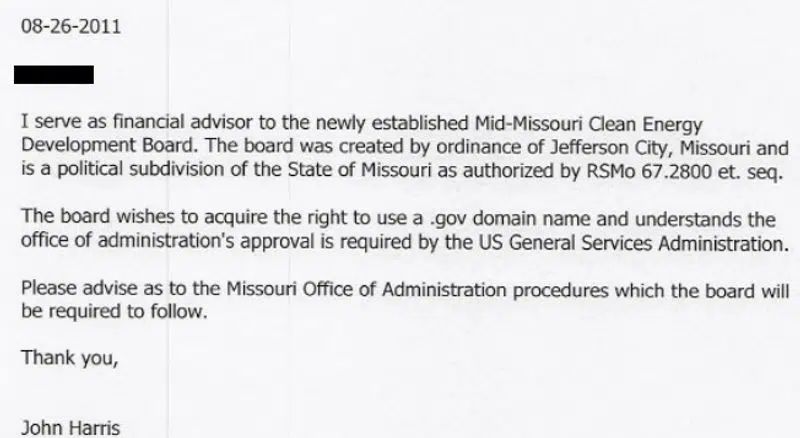 08-26-2011
I serve as financial advisor to the newly established Mid-Missouri Clean Energy
Development Board. The board was created by ordinance of Jefferson City, Missouri and
is a political subdivision of the State of Missouri as authorized by RSMo 67.2800 et. seq.
The board wishes to acquire the right to use a .gov domain name and understands the
office of administration's approval is required by the US General Services Administration.
Please advise as to the Missouri Office of Administration procedures which the board will
be required to follow.
Thank you,
John Harris